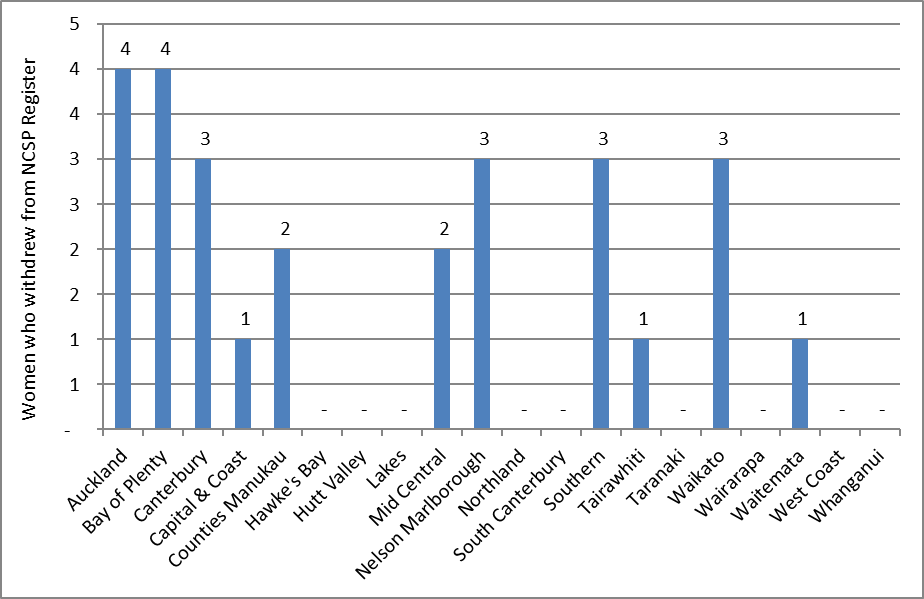 Women who withdrew from NCSP Register
5
4
4
3
3
2
2
1
1
-
4
4
3
1
2
-
-
-
2
3
-
-
3
1
-
3
-
1
-
-
Auckland
Bay of Plenty
Canterbury
Capital & Coast
Counties Manukau
Hawke's Bay
Hutt Valley
Lakes
Mid Central
Nelson Marlborough
Northland
South Canterbury
Southern
Tairawhiti
Taranaki
Waikato
Wairarapa
Waitemata
West Coast
Whanganui